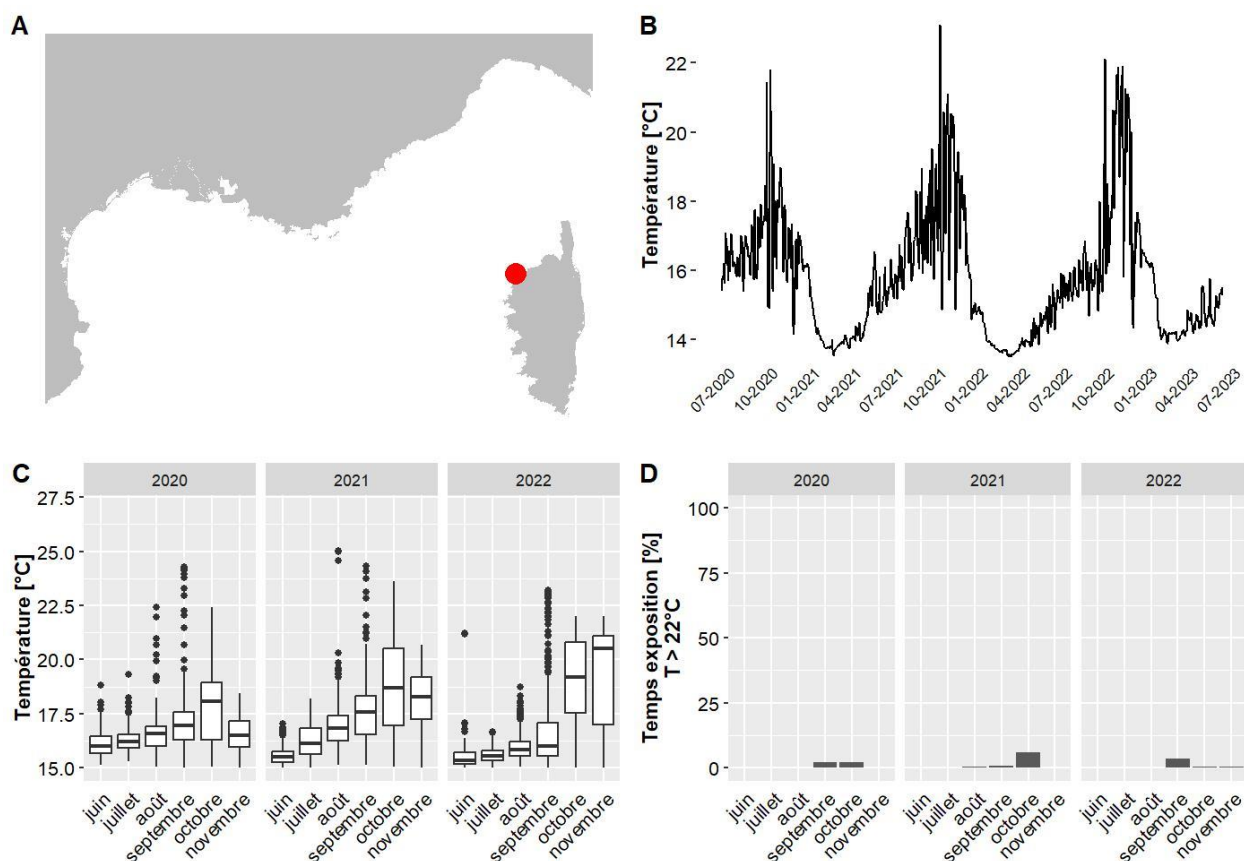 A
B
Température [°C]
22
20
18
16
14
07-2020
10-2020
01-2021
04-2021
07-2021
10-2021
01-2022
04-2022
07-2022
10-2022
01-2023
04-2023
07-2023
C
2020
2021
2022
Température [°C]
27.5
25.0
22.5
20.0
17.5
15.0
juin
juillet
août
septembre
octobre
novembre
juin
juillet
août
septembre
octobre
novembre
juin
juillet
août
septembre
octobre
novembre
D
2020
2021
2022
Temps exposition [%]
T > 22°C
100
75
50
25
0
juin
juillet
août
septembre
octobre
novembre
juin
juillet
août
septembre
octobre
novembre
juin
juillet
août
septembre
octobre
novembre